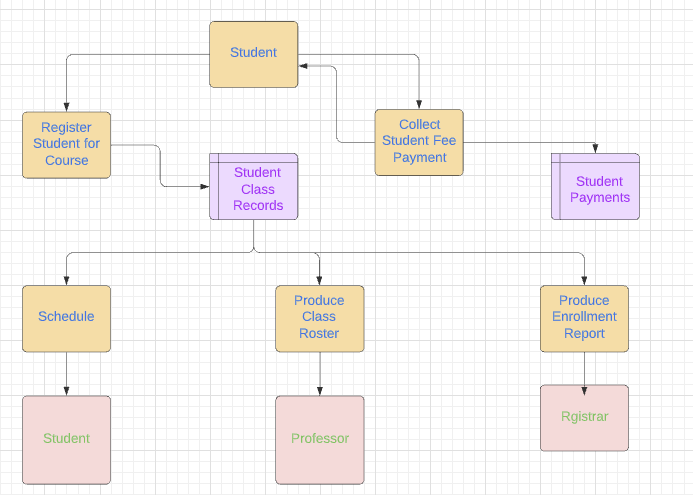 Student
Register
Student for
Course
Collect
Student Fee
Payment
Student
Class
Records
Student
Payments
Schedule
Produce
Class
Roster
Produce
Enrollment
Report
Student
Professor
Rgistrar